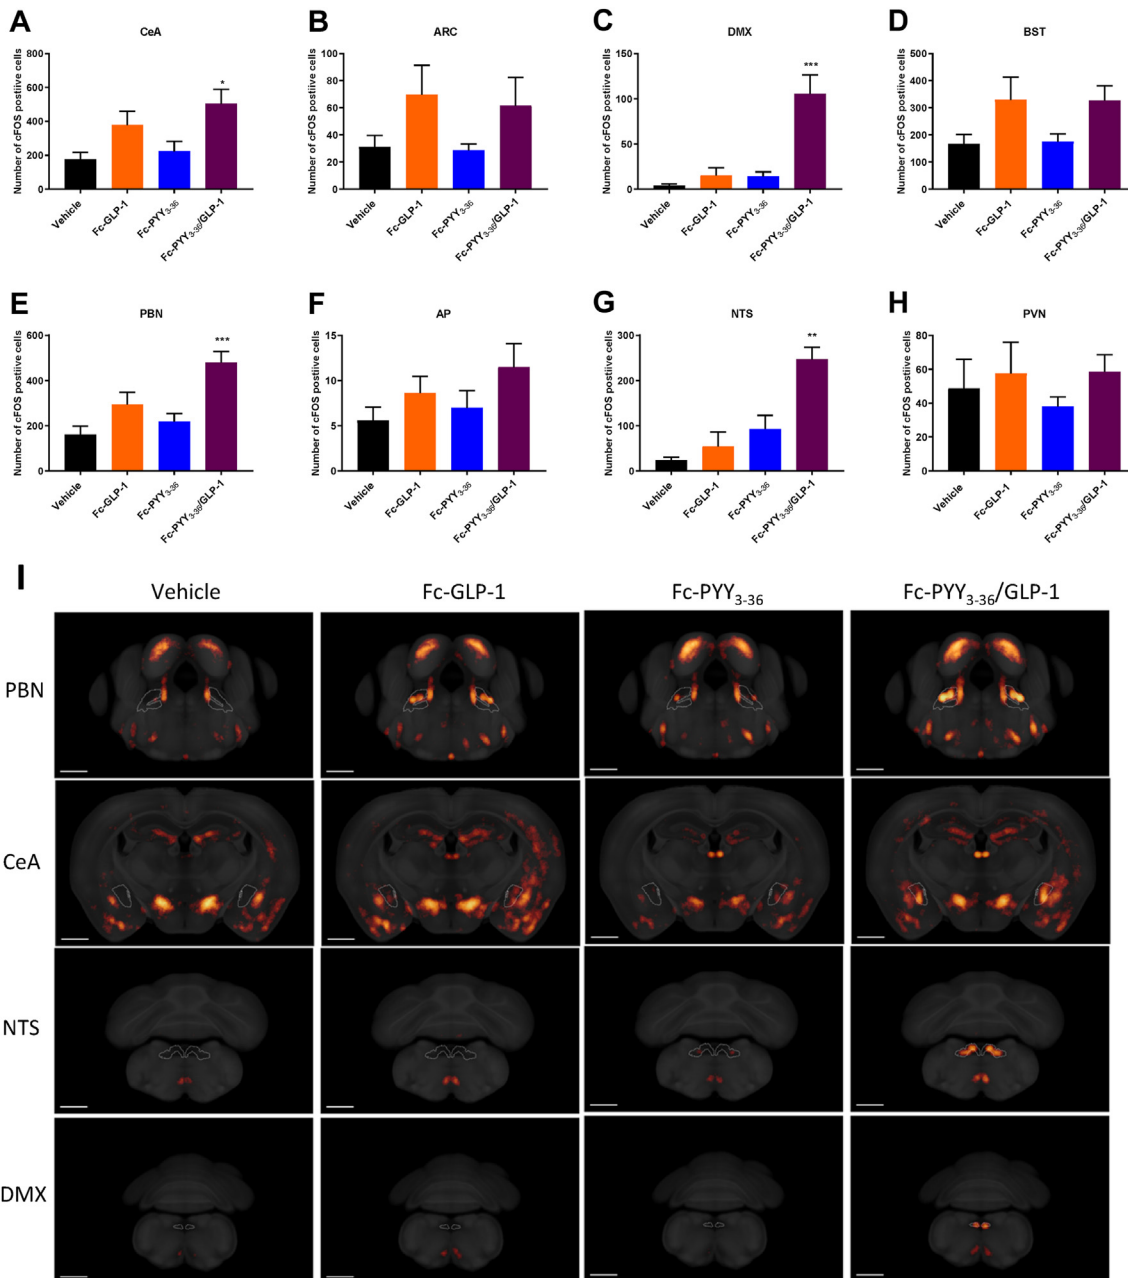 A
CeA
Number of cFOS postiive cells
800
600
400
200
0
*
Vehicle
Fc-GLP-1
Fc-PYY3-36
Fc-PYY3-36/GLP-1
B
ARC
Number of cFOS postiive cells
100
80
60
40
20
0
Vehicle
Fc-GLP-1
Fc-PYY3-36
Fc-PYY3-36/GLP-1
C
DMX
Number of cFOS postiive cells
150
100
50
0
***
Vehicle
Fc-GLP-1
Fc-PYY3-36
Fc-PYY3-36/GLP-1
D
BST
Number of cFOS postiive cells
500
400
300
200
100
0
Vehicle
Fc-GLP-1
Fc-PYY3-36
Fc-PYY3-36/GLP-1
E
PBN
Number of cFOS postiive cells
600
400
200
0
***
Vehicle
Fc-GLP-1
Fc-PYY3-36
Fc-PYY3-36/GLP-1
F
AP
Number of cFOS postiive cells
15
10
5
0
Vehicle
Fc-GLP-1
Fc-PYY3-36
Fc-PYY3-36/GLP-1
G
NTS
Number of cFOS postiive cells
300
200
100
0
**
Vehicle
Fc-GLP-1
Fc-PYY3-36
Fc-PYY3-36/GLP-1
H
PVN
Number of cFOS postiive cells
80
60
40
20
0
Vehicle
Fc-GLP-1
Fc-PYY3-36
Fc-PYY3-36/GLP-1
I
Vehicle
Fc-GLP-1
Fc-PYY3-36
Fc-PYY3-36/GLP-1
PBN
CeA
NTS
DMX